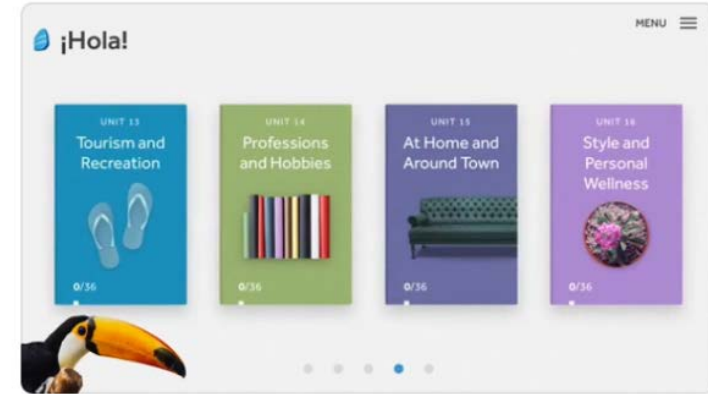 MENU
¡Hola!
UNIT 13
Tourism and
Recreation
0/36
UNIT 14
Professions
and Hobbies
0/36
UNIT 15
At Home and
Around Town
0/36
UNIT 16
Style and
Personal
Wellness
0/36